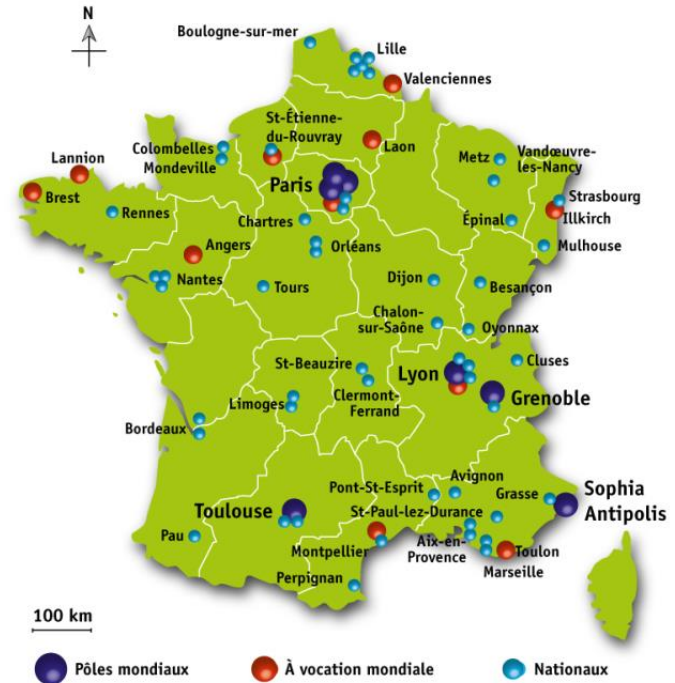 N
Boulogne-sur-mer
Lille
Valenciennes
St-Étienne-
du-Rouvray
Laon
Colombelles
Mondeville
Metz
Vandœuvre-
les-Nancy
Lannion
Paris
Brest
Rennes
Chartres
Strasbourg
Illkirch
Épinal
Angers
Orléans
Mulhouse
Nantes
Tours
Dijon
Besançon
Chalon-
sur-Saône
Oyonnax
St-Beauzire
Lyon
Cluses
Limoges
Clermont-
Ferrand
Grenoble
Bordeaux
Pont-St-Esprit
Avignon
Grasse
Sophia
Antipolis
Toulouse
St-Paul-lez-Durance
Pau
Montpellier
Aix-en-
Provence
Toulon
Marseille
Perpignan
100 km
Pôles mondiaux
À vocation mondiale
Nationaux